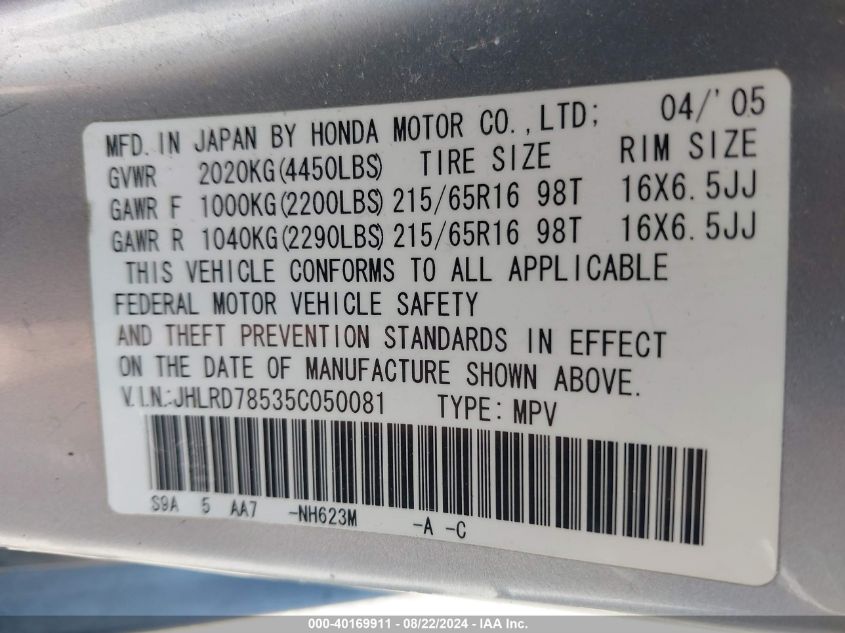 MFD. IN JAPAN BY HONDA MOTOR CO., LTD; 04/'05
GVWR 2020KG(4450LBS) TIRE SIZE RIM SIZE
GAWR F 1000KG(2200LBS) 215/65R16 98T 16X6.5JJ
GAWR R 1040KG(2290LBS) 215/65R16 98T 16X6.5JJ
THIS VEHICLE CONFORMS TO ALL APPLICABLE
FEDERAL MOTOR VEHICLE SAFETY
AND THEFT PREVENTION STANDARDS IN EFFECT
ON THE DATE OF MANUFACTURE SHOWN ABOVE.
V.I.N.:JHLRD78535C050081 TYPE: MPV
S9A 5 AA7 -NH623M -A -C
000-40169911 - 08/22/2024 - IAA Inc.